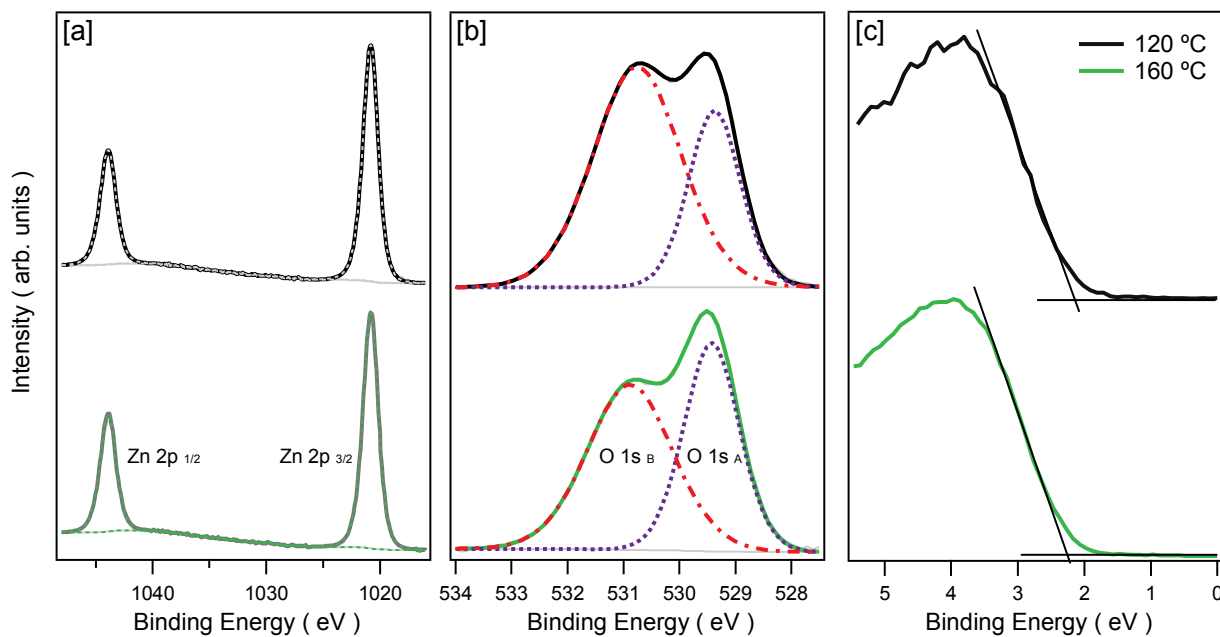 [a]
[b]
[c]
120 ºC
160 ºC
Intensity ( arb. units )
Zn 2p 1/2
Zn 2p 3/2
O 1s B
O 1s A
1040
1030
1020
534
533
532
531
530
529
528
5
4
3
2
1
0
Binding Energy ( eV )
Binding Energy ( eV )
Binding Energy ( eV )